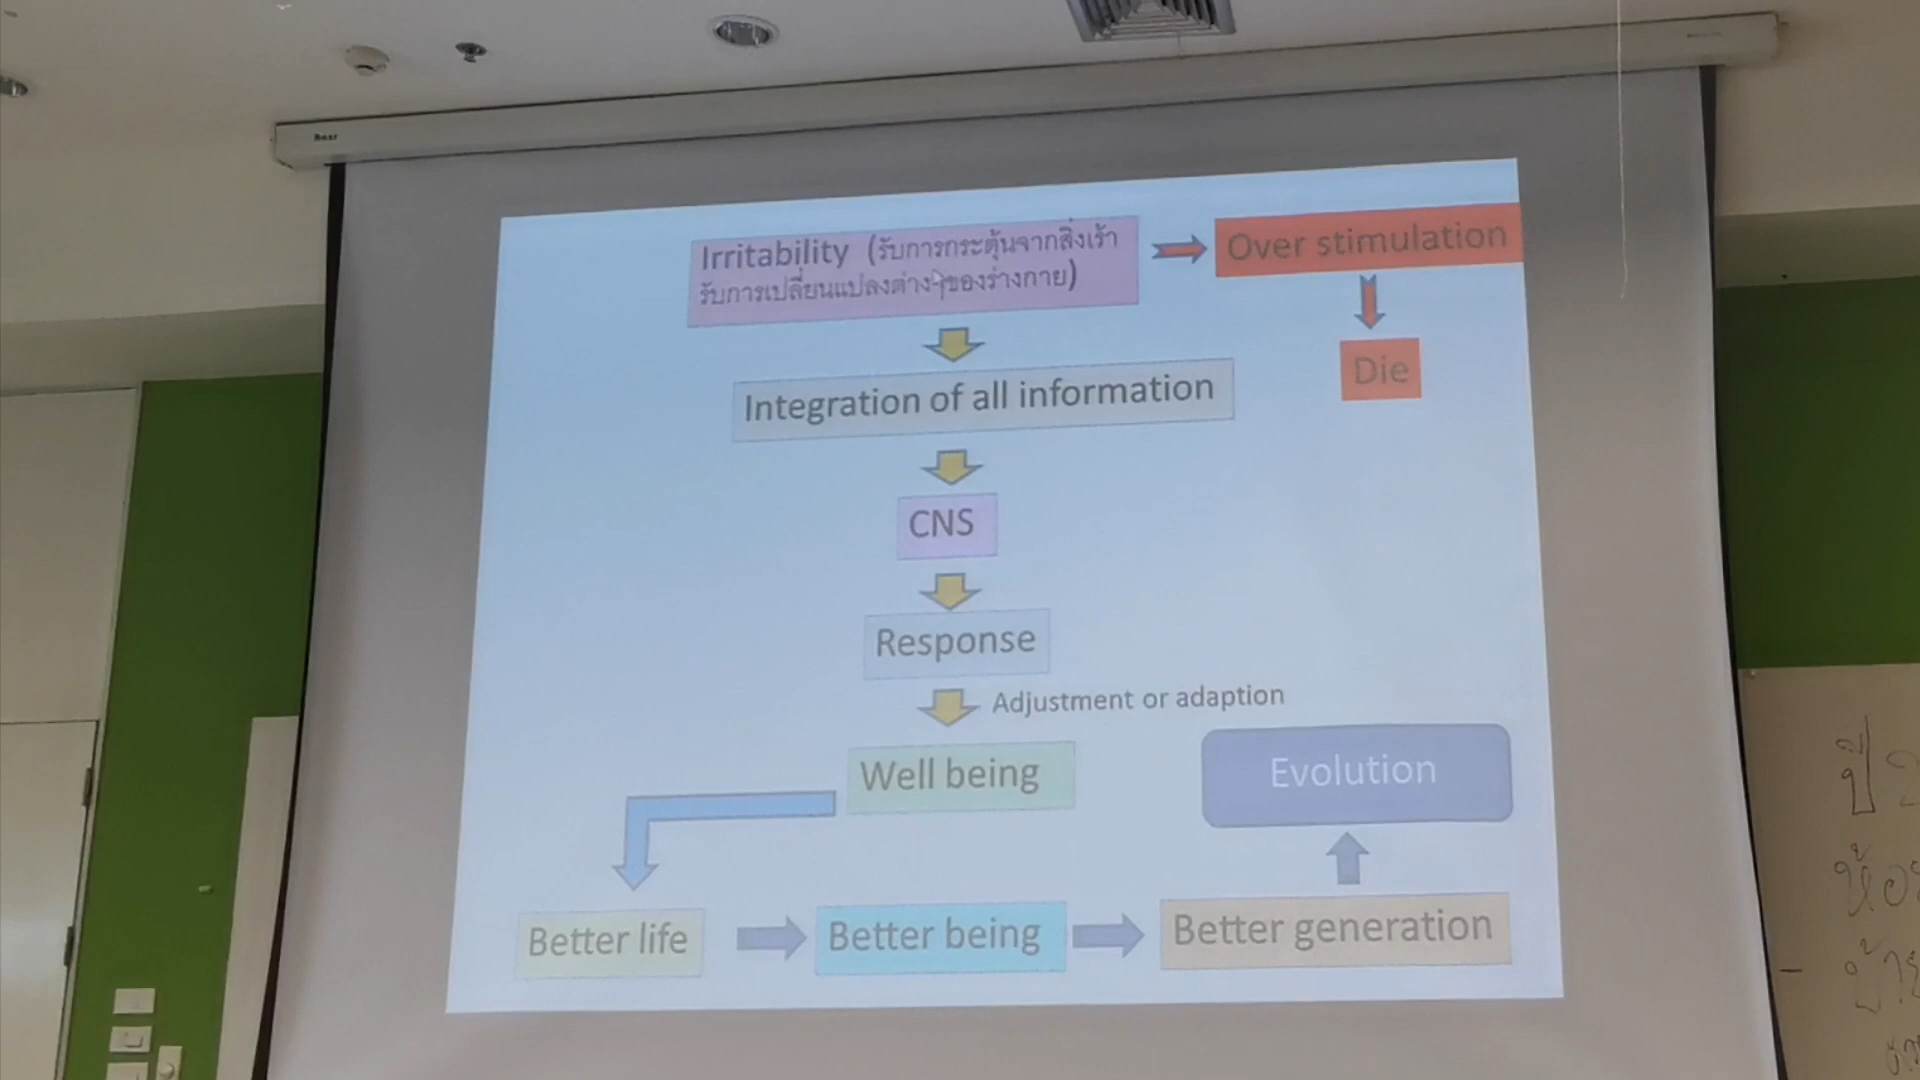 Irritability (รับการกระตุ้นจากสิ่งเร้า
รับการเปลี่ยนแปลงต่างๆของร่างกาย)
Over stimulation
Die
Integration of all information
CNS
Response
Adjustment or adaption
Well being
Evolution
Better life
Better being
Better generation
ปี